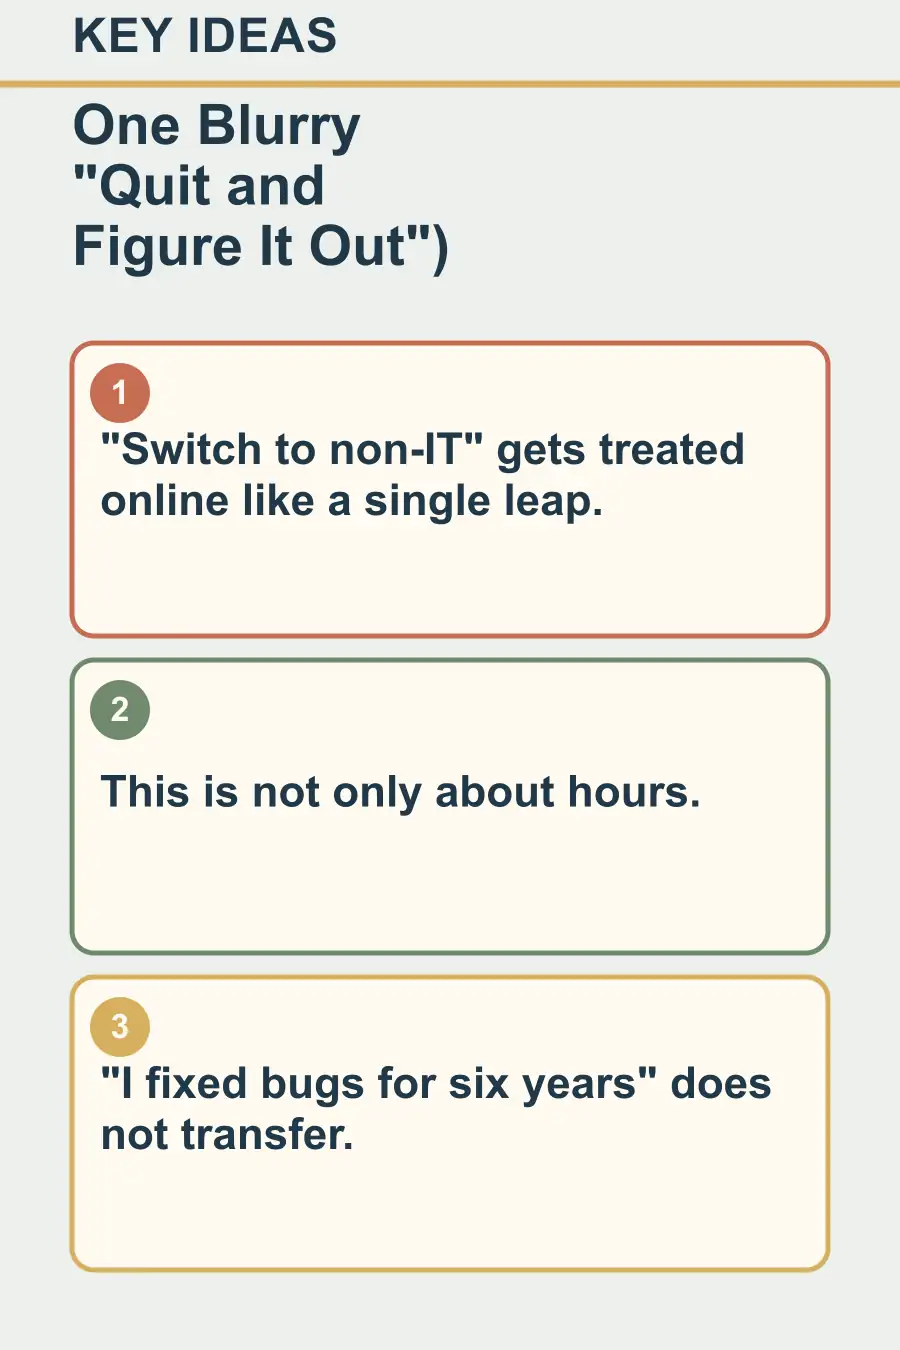 KEY IDEAS
One Blurry
"Quit and
Figure It Out")
1
"Switch to non-IT" gets treated
online like a single leap.
2
This is not only about hours.
3
"I fixed bugs for six years" does
not transfer.